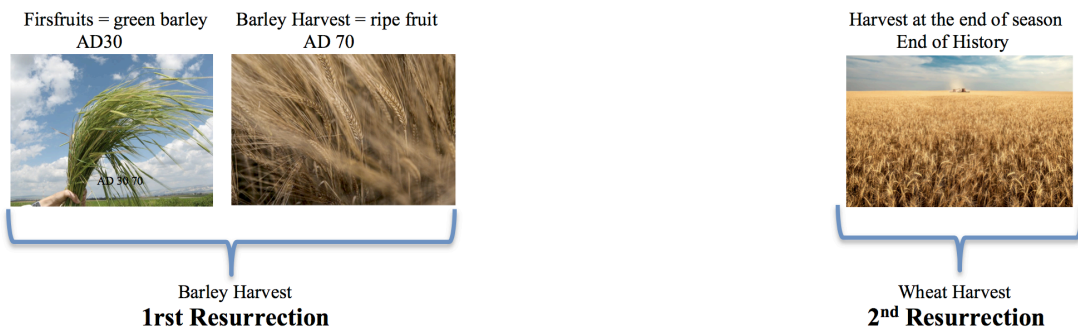 Firsfruits = green barley
AD30
Barley Harvest = ripe fruit
AD 70
Harvest at the end of season
End of History
AD 30 70
Barley Harvest
1rst Resurrection
Wheat Harvest
2nd Resurrection